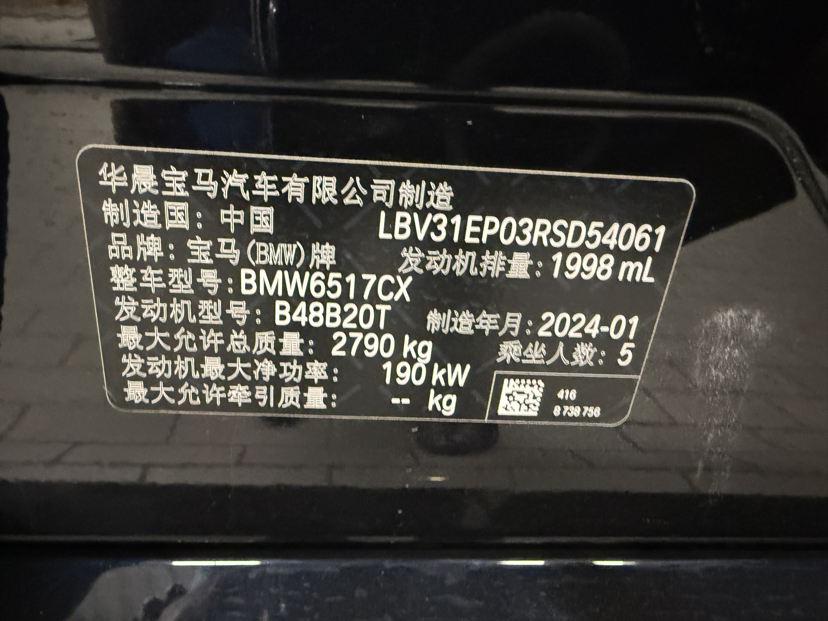 华晨宝马汽车有限公司制造
制造国：中国 LBV31EP03RSD54061
品牌：宝马(BMW)牌 发动机排量：1998 mL
整车型号：BMW6517CX
发动机型号：B48B20T 制造年月：2024-01
最大允许总质量：2790 kg 乘坐人数：5
发动机最大净功率：190 kW
最大允许牵引质量：-- kg
416
8 739 756